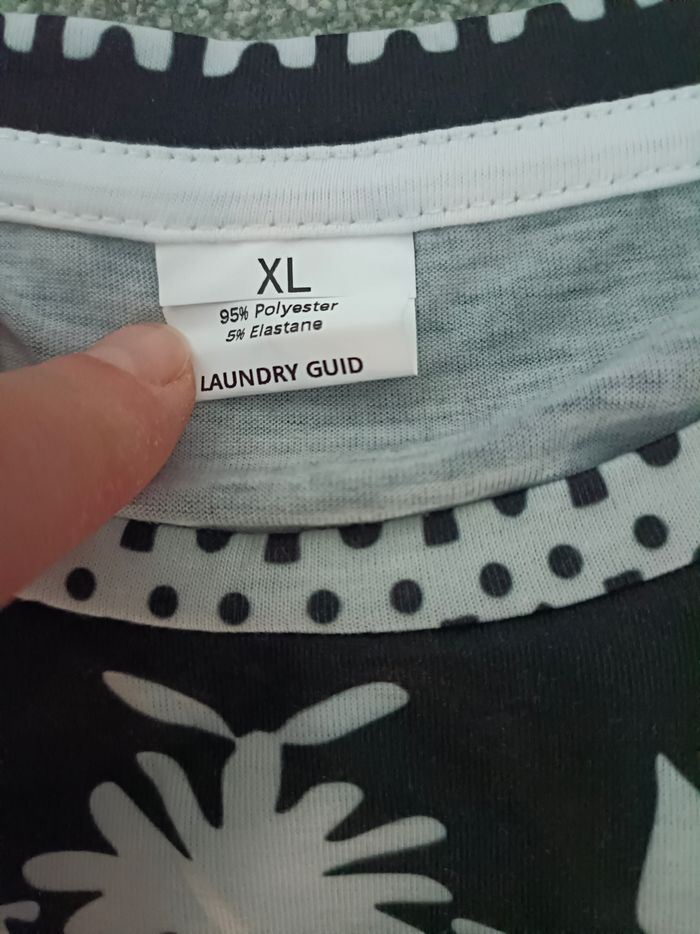 XL
95% Polyester
5% Elastane
LAUNDRY GUID